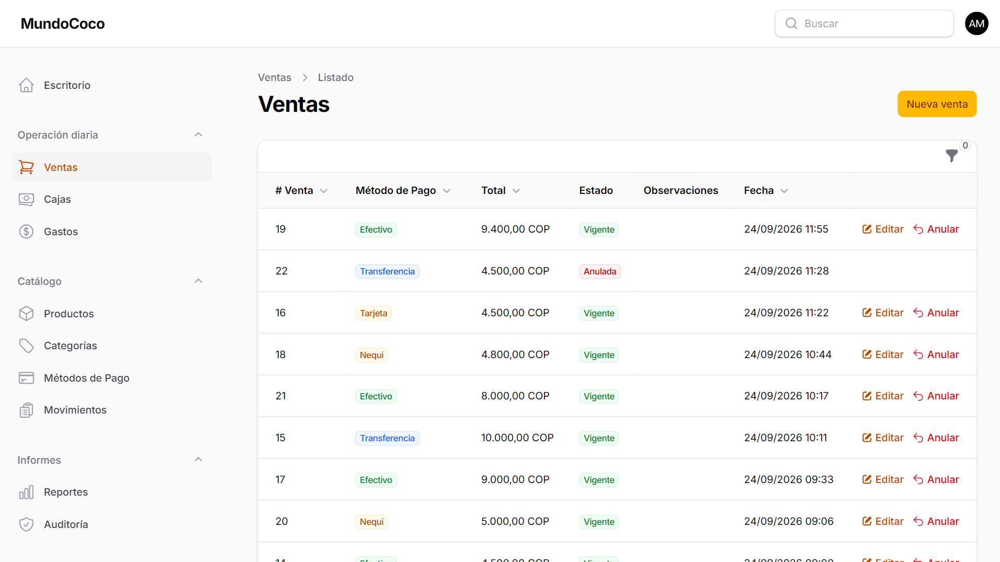 MundoCoco
Buscar
AM
Escritorio
Operación diaria
Ventas
Cajas
Gastos
Catálogo
Productos
Categorías
Métodos de Pago
Movimientos
Informes
Reportes
Auditoría
Ventas Listado
Ventas
Nueva venta
0
# Venta Método de Pago Total Estado Observaciones Fecha
19 Efectivo 9.400,00 COP Vigente 24/09/2026 11:55 Editar Anular
22 Transferencia 4.500,00 COP Anulada 24/09/2026 11:28
16 Tarjeta 4.500,00 COP Vigente 24/09/2026 11:22 Editar Anular
18 Nequi 4.800,00 COP Vigente 24/09/2026 10:44 Editar Anular
21 Efectivo 8.000,00 COP Vigente 24/09/2026 10:17 Editar Anular
15 Transferencia 10.000,00 COP Vigente 24/09/2026 10:11 Editar Anular
17 Efectivo 9.000,00 COP Vigente 24/09/2026 09:33 Editar Anular
20 Nequi 5.000,00 COP Vigente 24/09/2026 09:06 Editar Anular